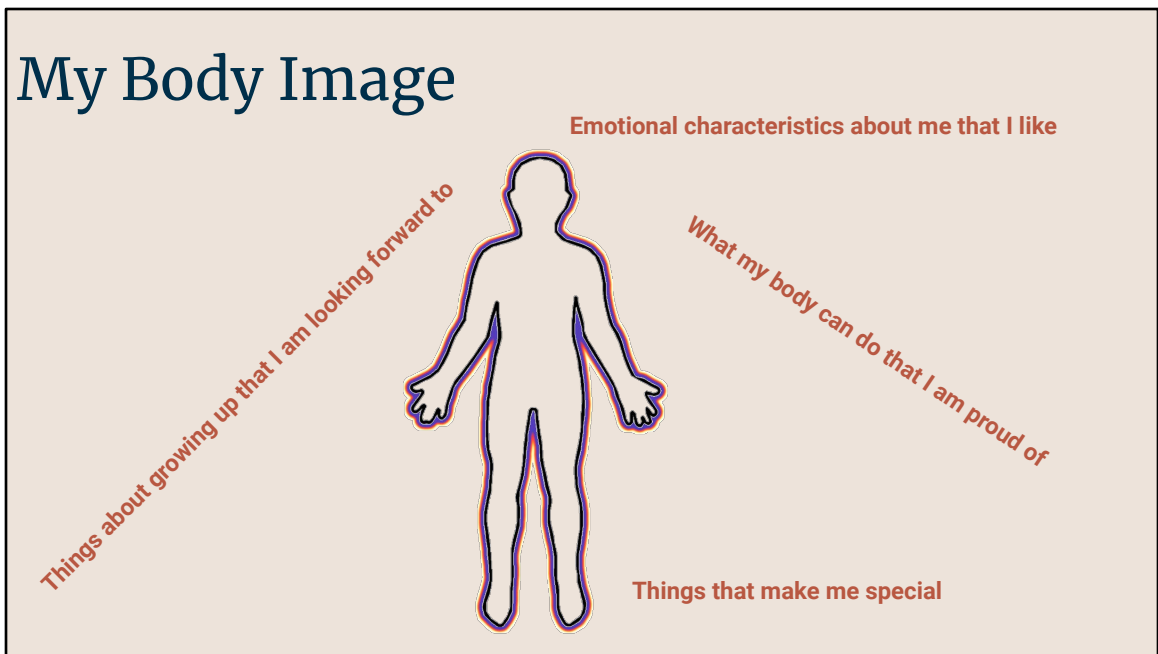 My Body Image
Emotional characteristics about me that I like
Things about growing up that I am looking forward to
What my body can do that I am proud of
Things that make me special